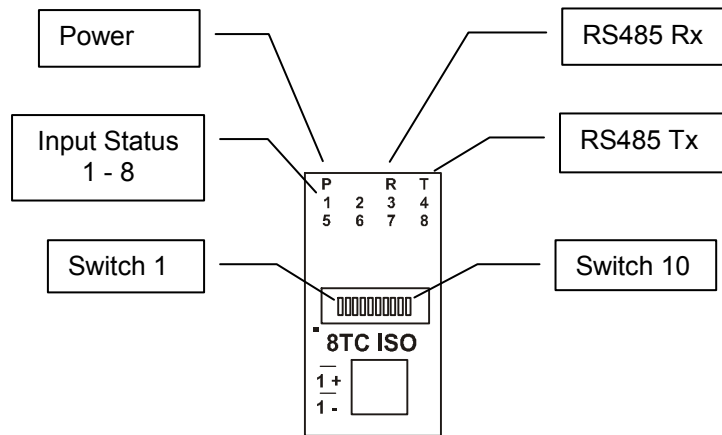 Power
RS485 Rx
Input Status
1 - 8
RS485 Tx
P R T
1 2 3 4
5 6 7 8
Switch 1
Switch 10
8TC ISO
1 +
1 -